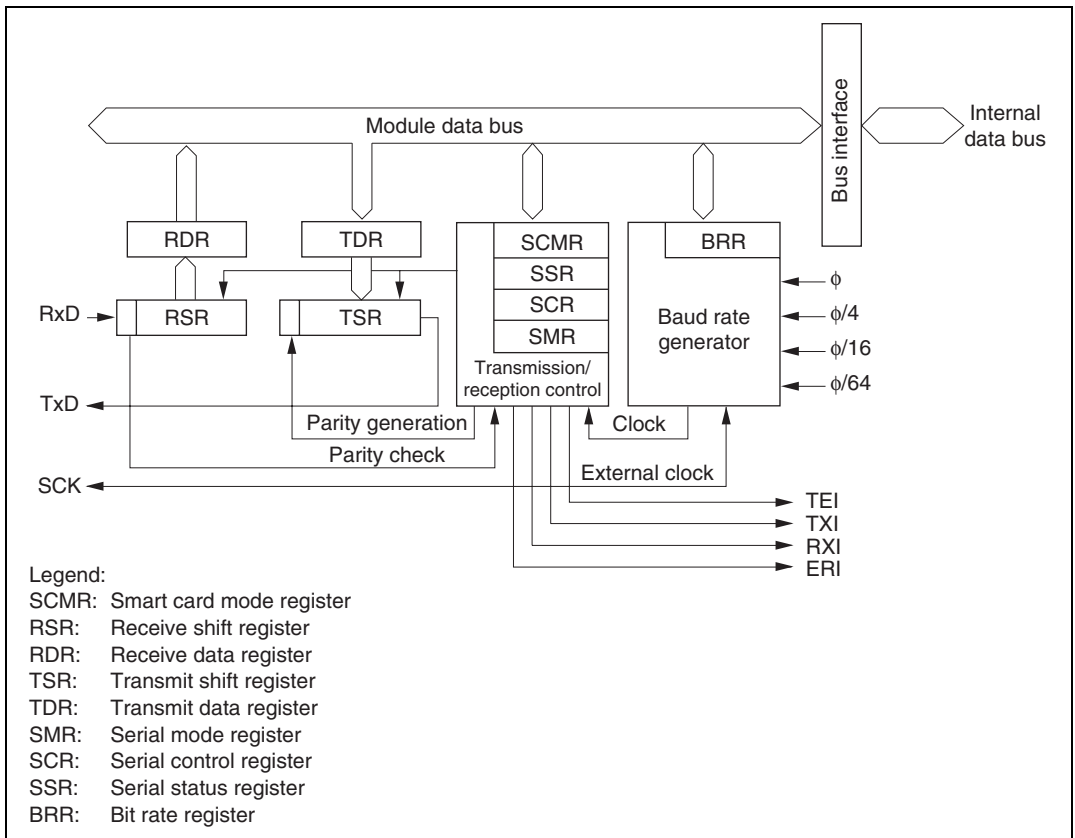 Module data bus
Bus interface
Internal
data bus
RDR
TDR
SCMR
BRR
SSR
SCR
SMR
RxD
RSR
TSR
Baud rate
generator
ϕ
ϕ/4
ϕ/16
ϕ/64
Transmission/
reception control
TxD
Parity generation
Clock
Parity check
SCK
External clock
TEI
TXI
RXI
ERI
Legend:
SCMR: Smart card mode register
RSR: Receive shift register
RDR: Receive data register
TSR: Transmit shift register
TDR: Transmit data register
SMR: Serial mode register
SCR: Serial control register
SSR: Serial status register
BRR: Bit rate register